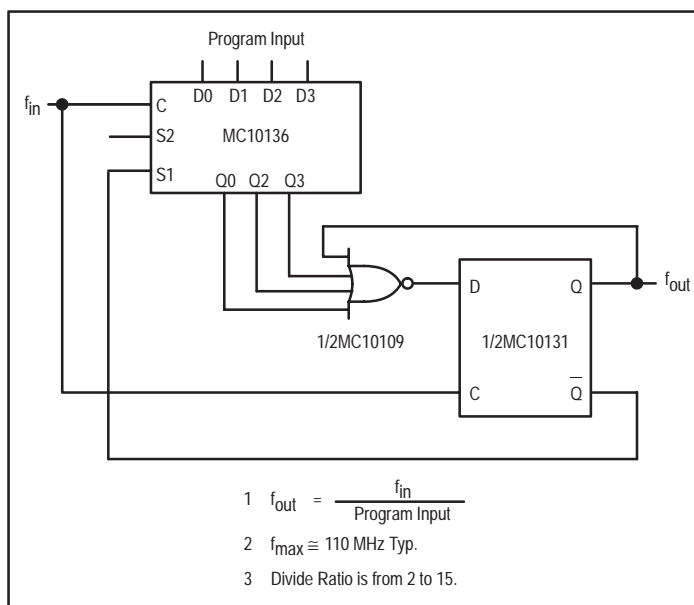 Program Input
D0 D1 D2 D3
fin
C
S2
MC10136
S1
Q0 Q2 Q3
D Q
fout
1/2MC10109
1/2MC10131
C Q̅
1 fout = fin / Program Input
2 fmax ≅ 110 MHz Typ.
3 Divide Ratio is from 2 to 15.